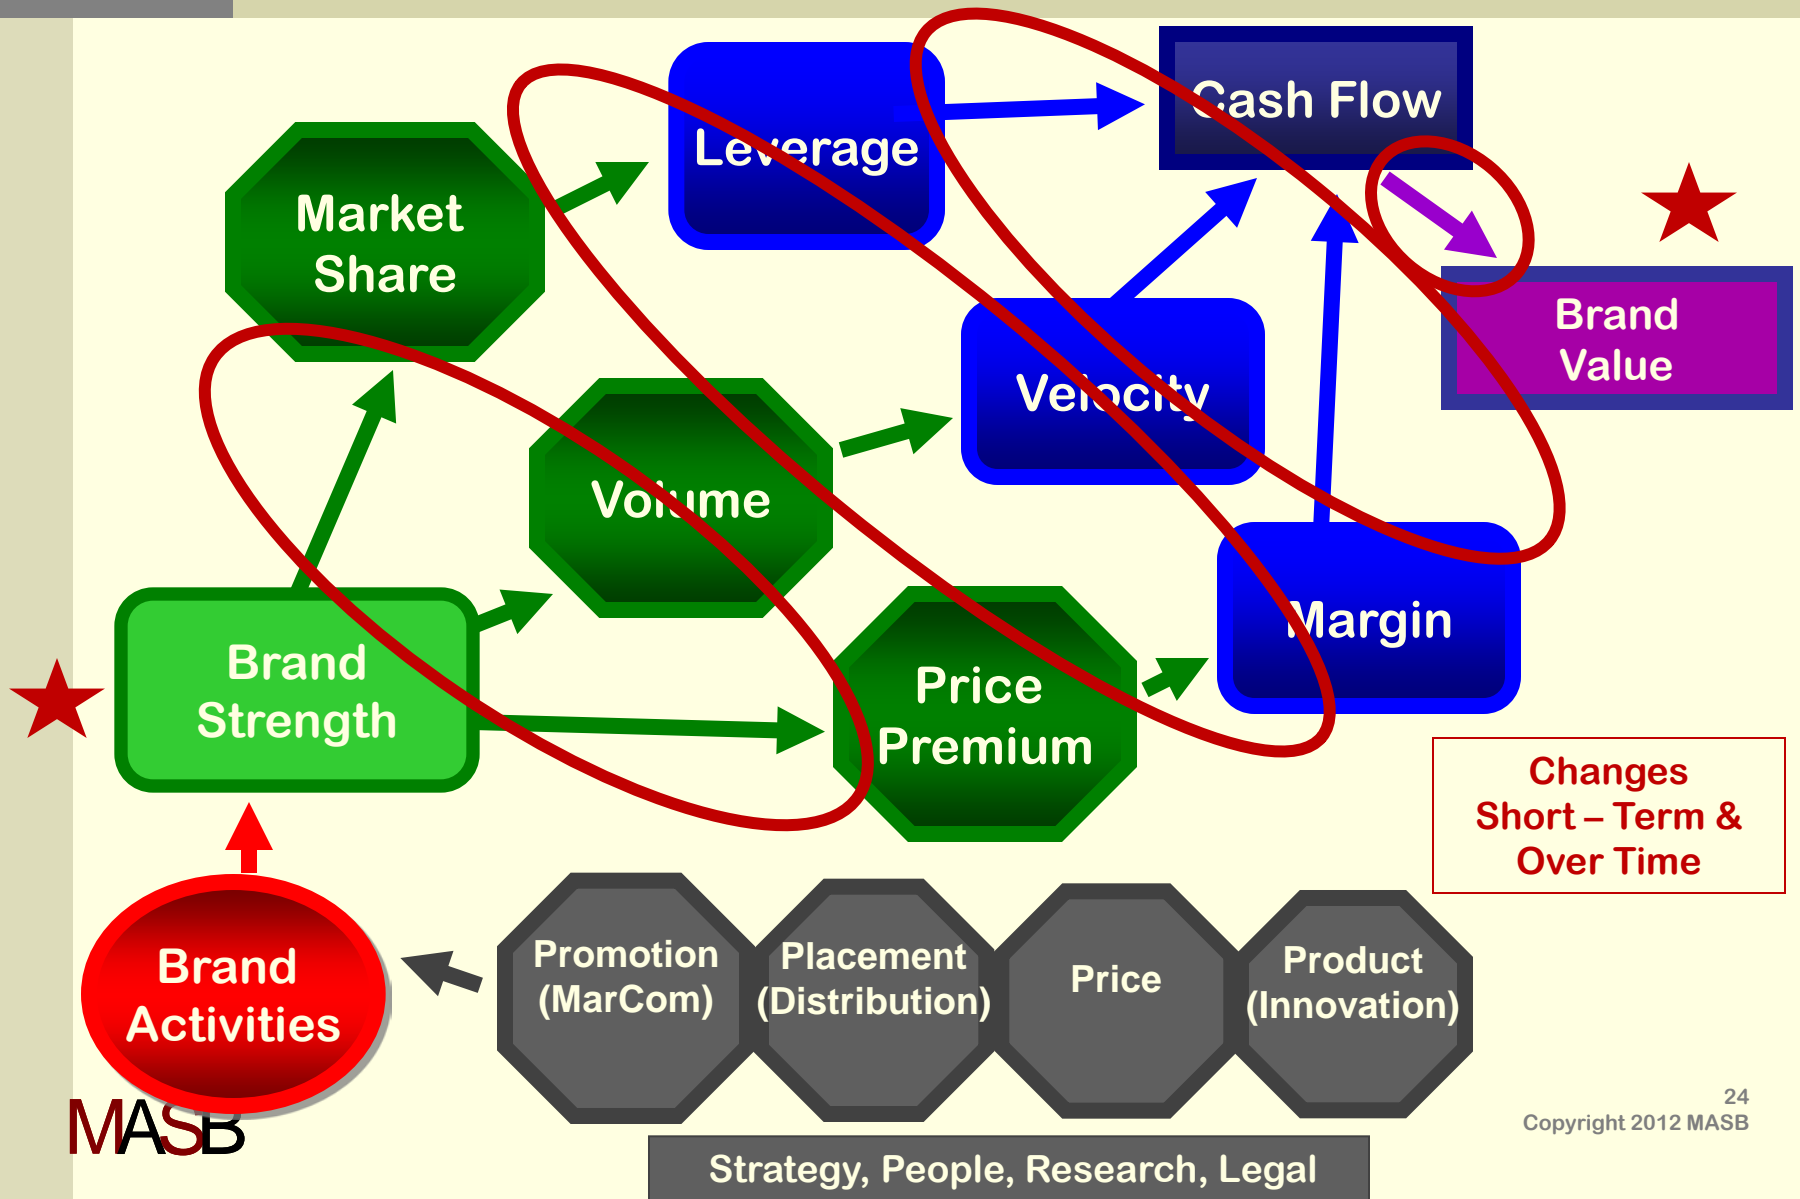 Cash Flow
Leverage
Market
Share
Brand
Value
Velocity
Volume
Margin
Brand
Strength
Price
Premium
Changes
Short – Term &
Over Time
Brand
Activities
Promotion
(MarCom)
Placement
(Distribution)
Price
Product
(Innovation)
MASB
24
Copyright 2012 MASB
Strategy, People, Research, Legal